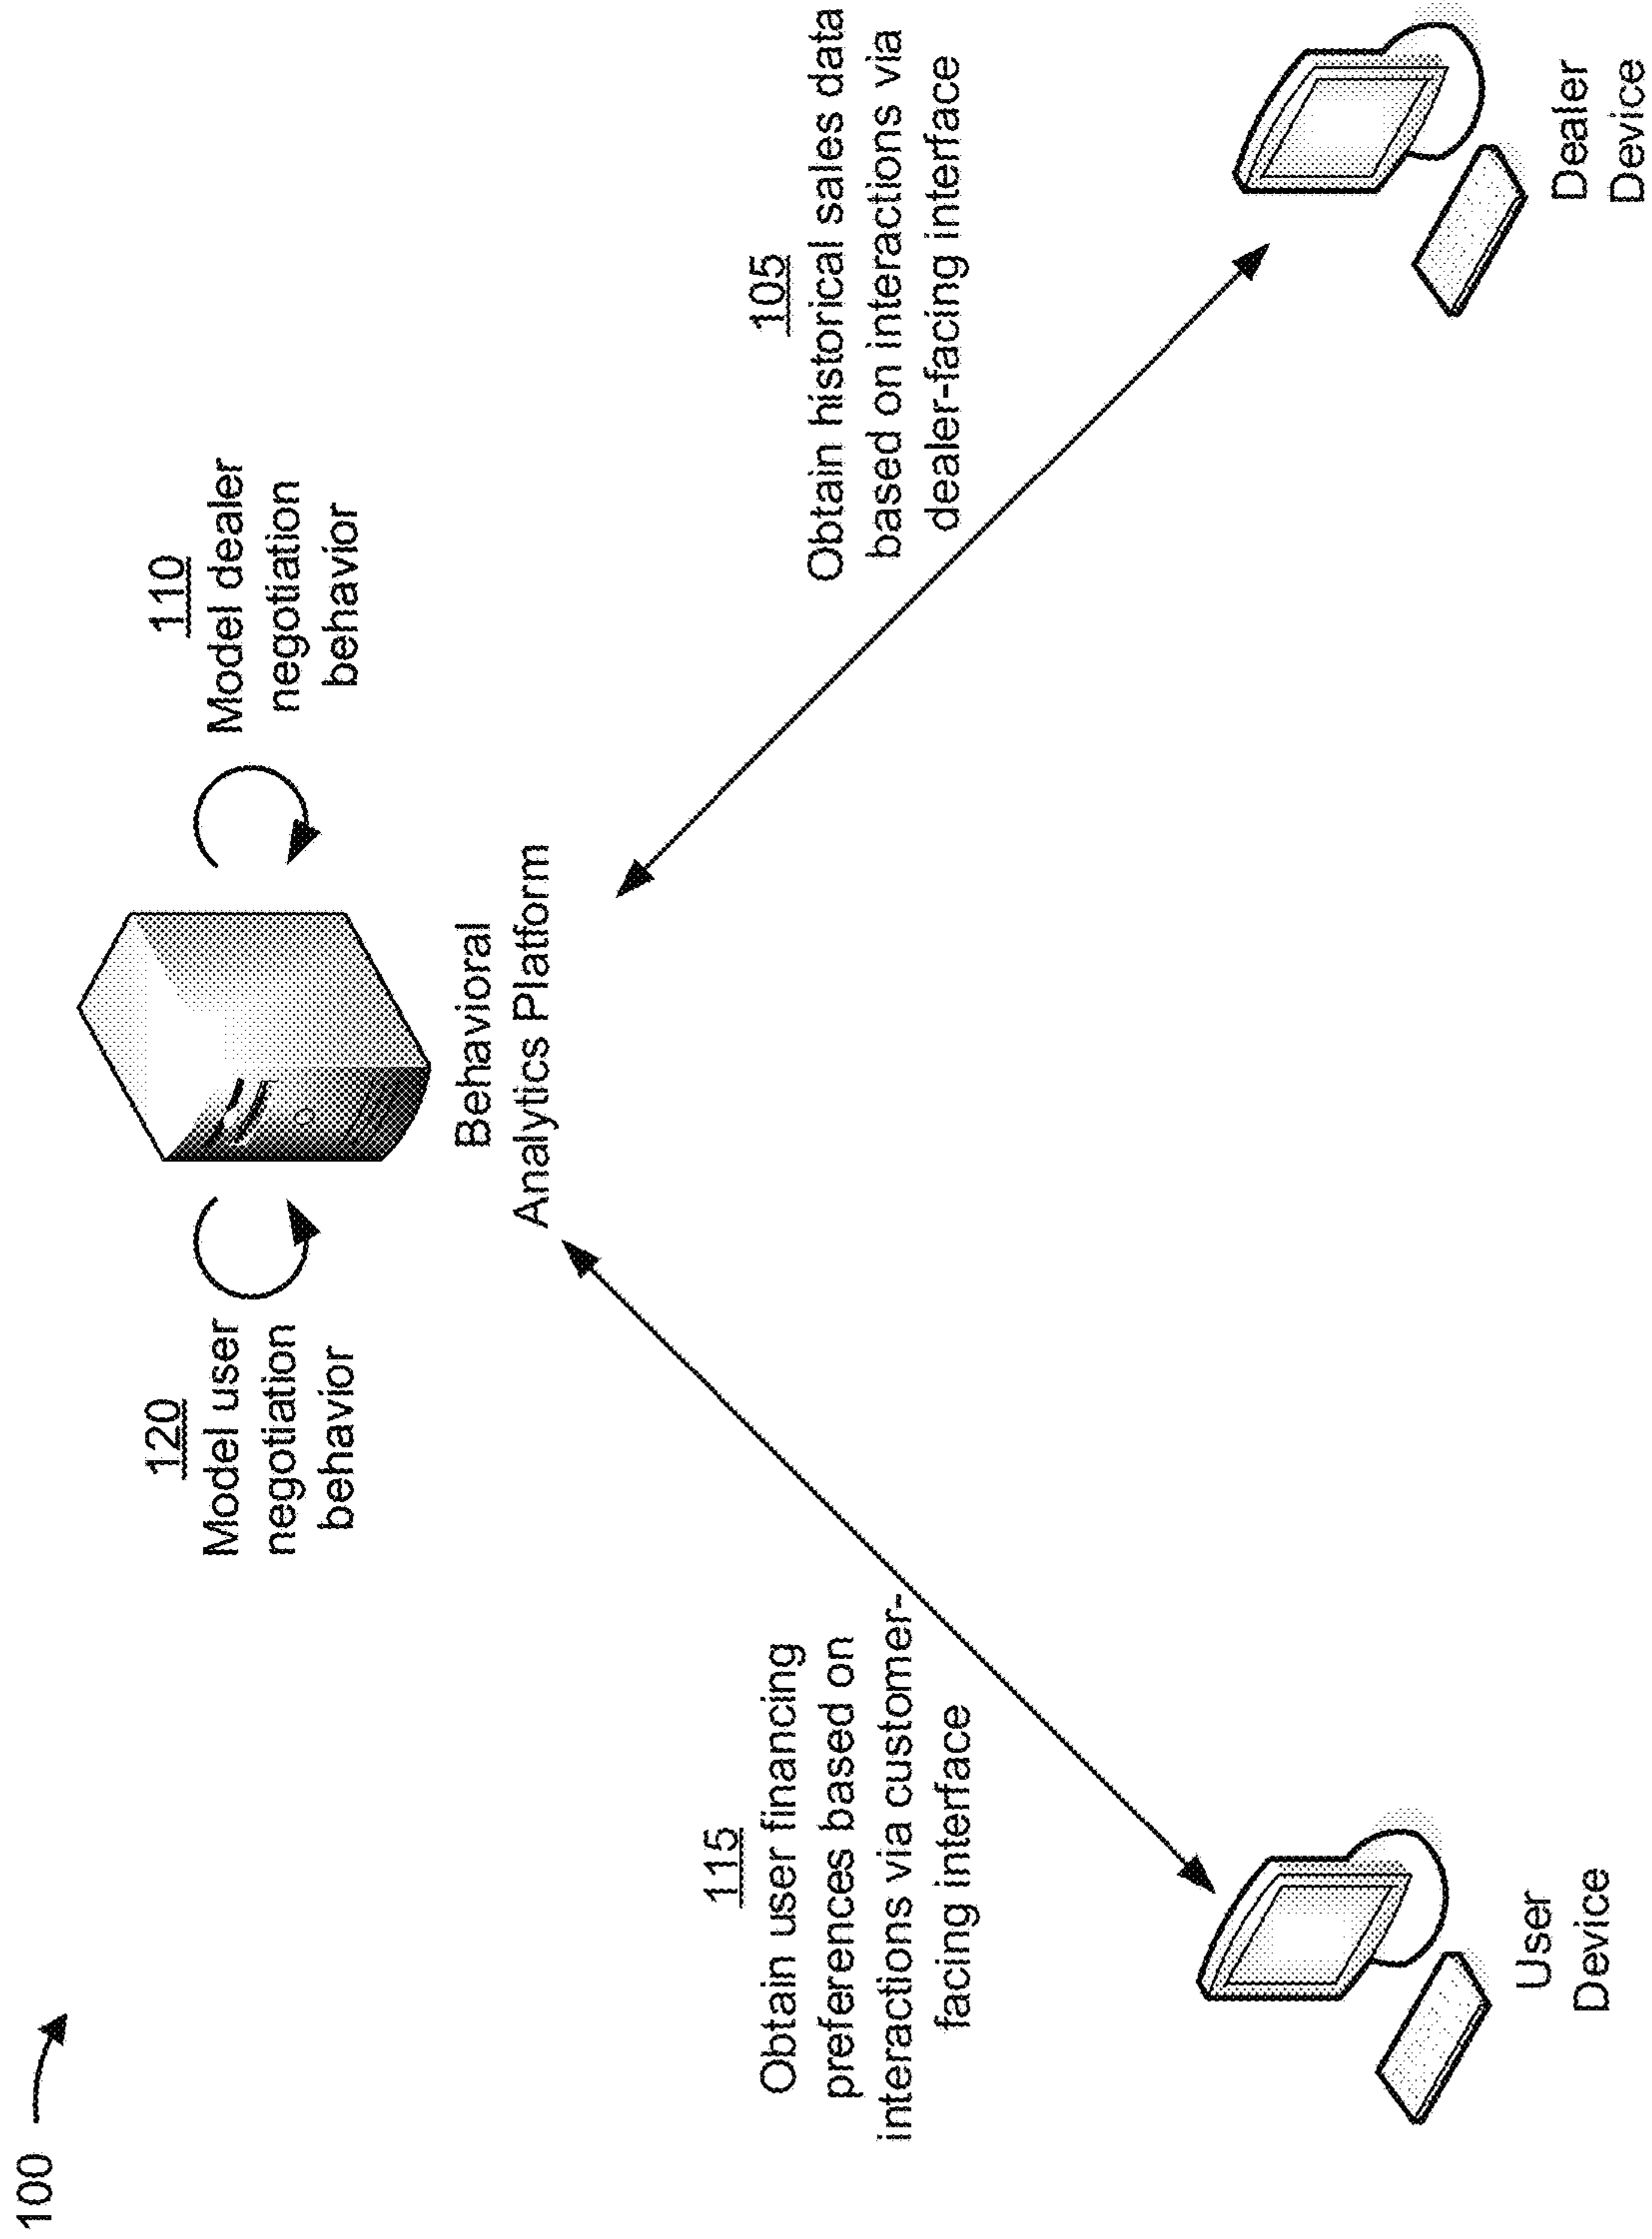 100
120
Model user
negotiation
behavior
110
Model dealer
negotiation
behavior
Behavioral
Analytics Platform
115
Obtain user financing
preferences based on
interactions via customer-
facing interface
105
Obtain historical sales data
based on interactions via
dealer-facing interface
User
Device
Dealer
Device